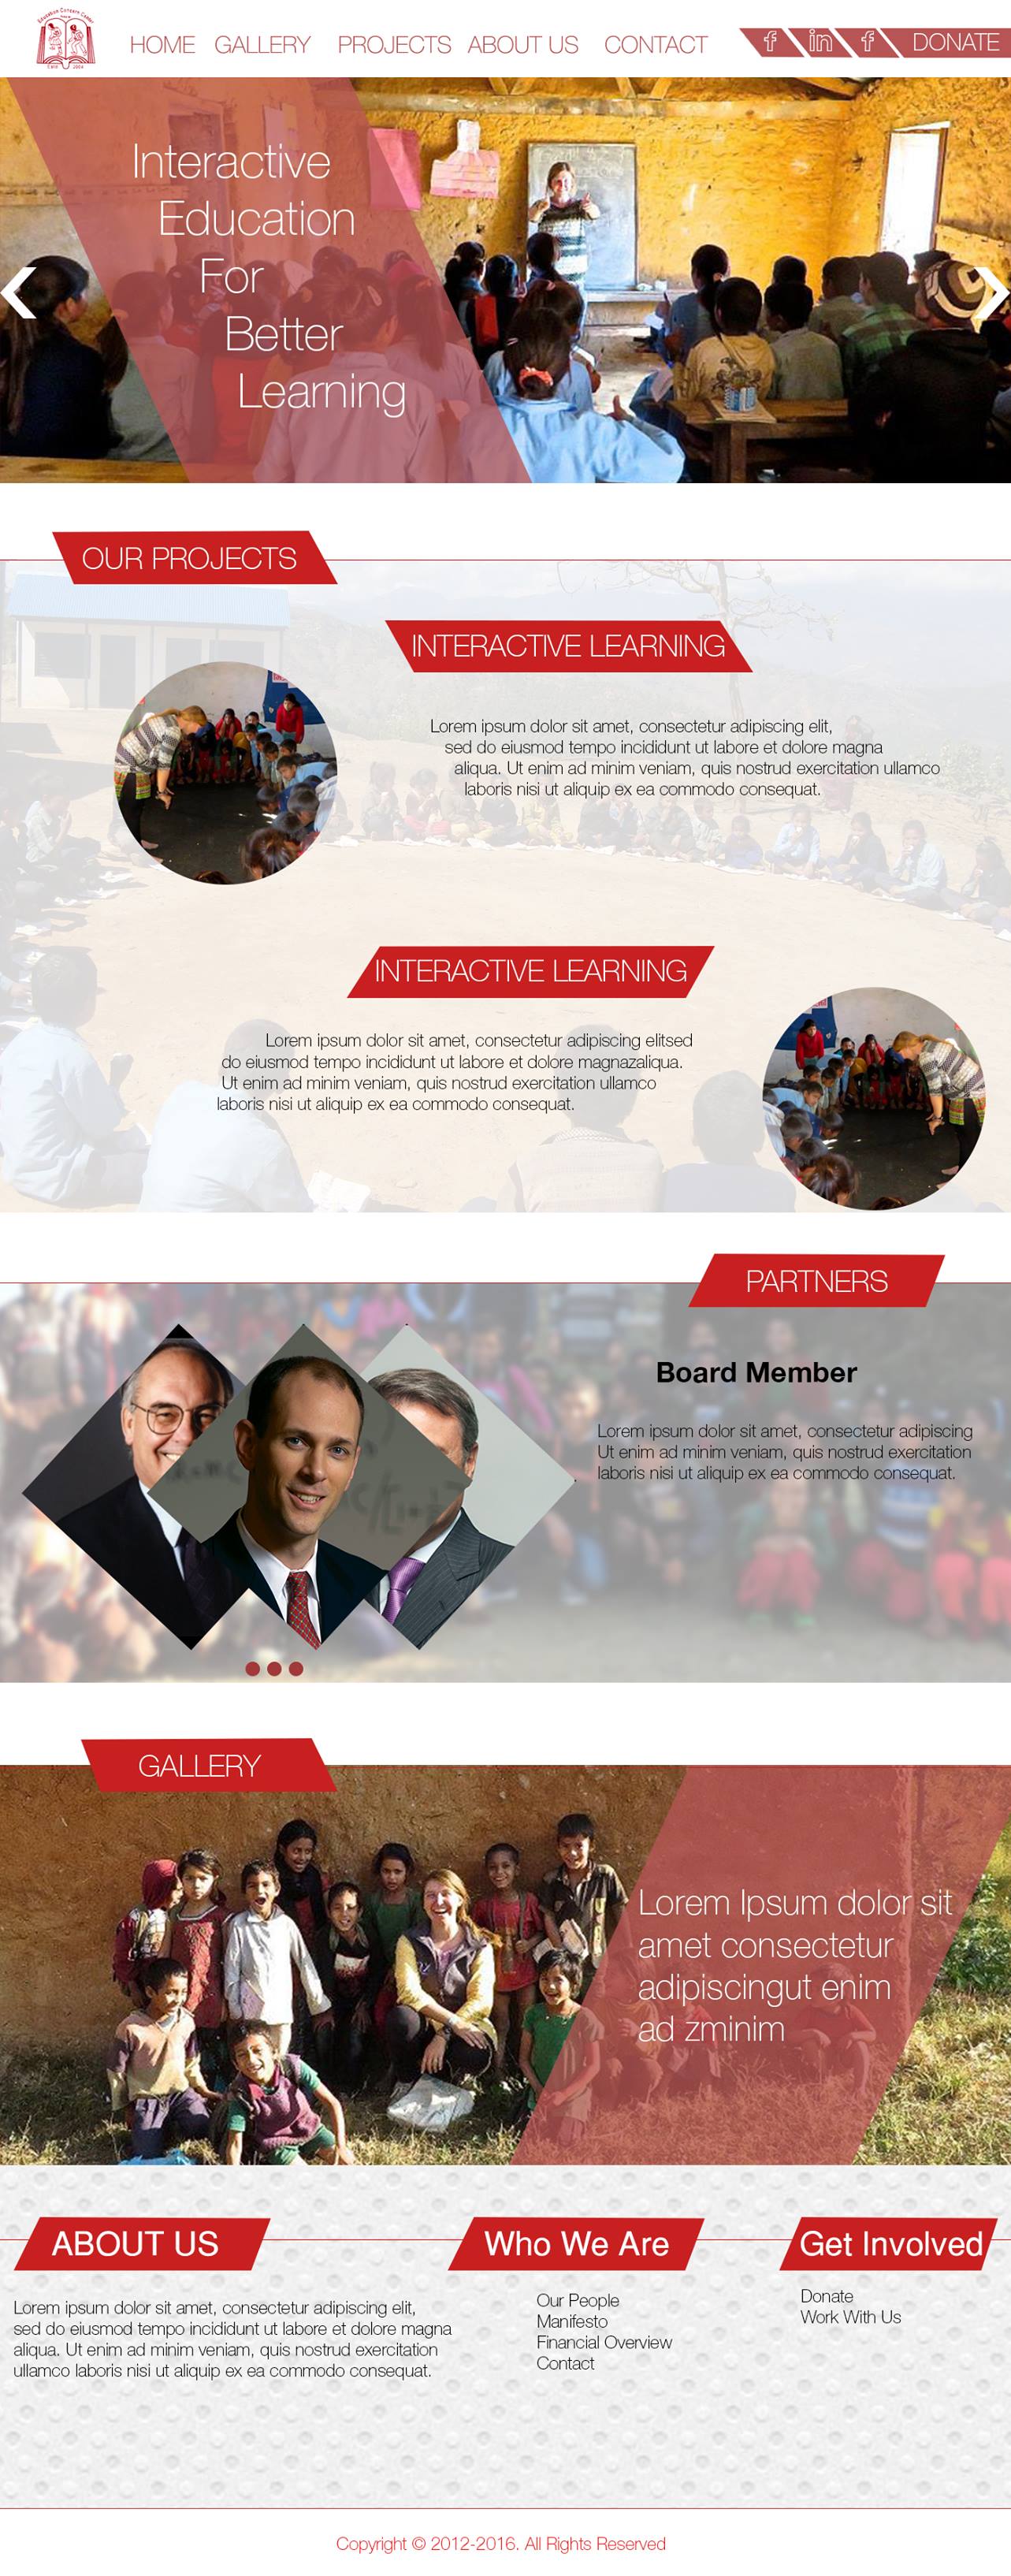 HOME GALLERY PROJECTS ABOUT US CONTACT f in f DONATE
Interactive
Education
For
Better
Learning
OUR PROJECTS
INTERACTIVE LEARNING
Lorem ipsum dolor sit amet, consectetur adipiscing elit,
sed do eiusmod tempo incididunt ut labore et dolore magna
aliqua. Ut enim ad minim veniam, quis nostrud exercitation ullamco
laboris nisi ut aliquip ex ea commodo consequat.
INTERACTIVE LEARNING
Lorem ipsum dolor sit amet, consectetur adipiscing elitsed
do eiusmod tempo incididunt ut labore et dolore magnazaliqua.
Ut enim ad minim veniam, quis nostrud exercitation ullamco
laboris nisi ut aliquip ex ea commodo consequat.
PARTNERS
Board Member
Lorem ipsum dolor sit amet, consectetur adipiscing
Ut enim ad minim veniam, quis nostrud exercitation
laboris nisi ut aliquip ex ea commodo consequat.
GALLERY
Lorem Ipsum dolor sit
amet consectetur
adipiscingut enim
ad zminim
ABOUT US
Lorem ipsum dolor sit amet, consectetur adipiscing elit,
sed do eiusmod tempo incididunt ut labore et dolore magna
aliqua. Ut enim ad minim veniam, quis nostrud exercitation
ullamco laboris nisi ut aliquip ex ea commodo consequat.
Who We Are
Our People
Manifesto
Financial Overview
Contact
Get Involved
Donate
Work With Us
Copyright © 2012-2016. All Rights Reserved